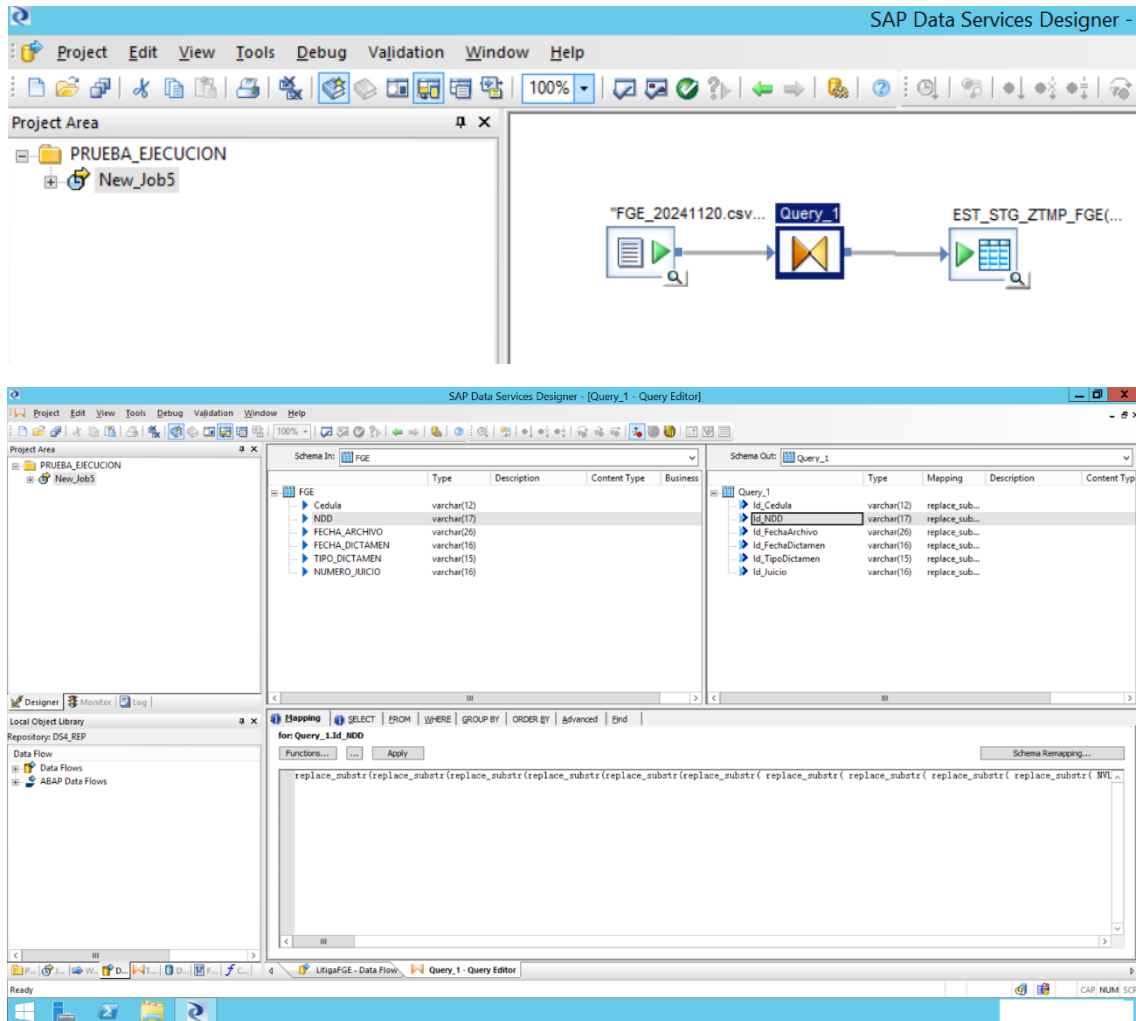 SAP Data Services Designer -
Project Edit View Tools Debug Validation Window Help
100%
Project Area
PRUEBA_EJECUCION
New_Job5
"FGE_20241120.csv... Query_1 EST_STG_ZTMP_FGE(...
SAP Data Services Designer - [Query_1 - Query Editor]
Project Edit View Tools Debug Validation Window Help
100%
Project Area
PRUEBA_EJECUCION
New_Job5
Schema In: FGE
Type Description Content Type Business
FGE
Cedula varchar(12)
NDD varchar(17)
FECHA_ARCHIVO varchar(26)
FECHA_DICTAMEN varchar(16)
TIPO_DICTAMEN varchar(15)
NUMERO_JUICIO varchar(16)
Schema Out: Query_1
Type Mapping Description Content Typ
Query_1
Id_Cedula varchar(12) replace_sub...
Id_NDD varchar(17) replace_sub...
Id_FechaArchivo varchar(26) replace_sub...
Id_FechaDictamen varchar(16) replace_sub...
Id_TipoDictamen varchar(15) replace_sub...
Id_Juicio varchar(16) replace_sub...
Designer Monitor Log
Local Object Library
Repository: DS4_REP
Data Flow
Data Flows
ABAP Data Flows
Mapping SELECT FROM WHERE GROUP BY ORDER BY Advanced Find
for: Query_1.Id_NDD
Functions... ... Apply Schema Remapping...
replace_substr(replace_substr(replace_substr(replace_substr(replace_substr(replace_substr( replace_substr( replace_substr( replace_substr( replace_substr( NVL
P... J... W... D... T... D... F... C...
LitigaFGE - Data Flow Query_1 - Query Editor
Ready
CAP NUM SCR